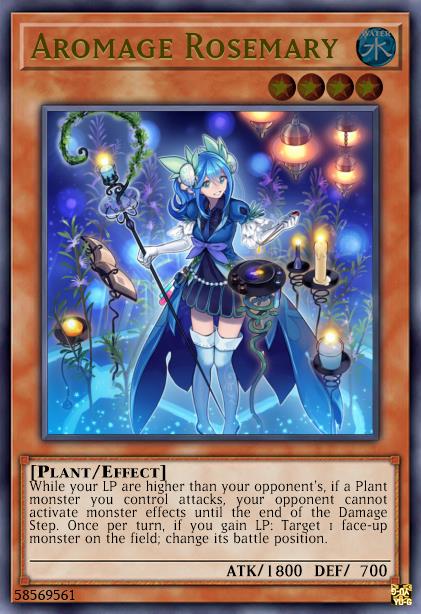 AROMAGE ROSEMARY
WATER
水
[PLANT/EFFECT]
While your LP are higher than your opponent's, if a Plant
monster you control attacks, your opponent cannot
activate monster effects until the end of the Damage
Step. Once per turn, if you gain LP: Target 1 face-up
monster on the field; change its battle position.
ATK/1800 DEF/ 700
58569561